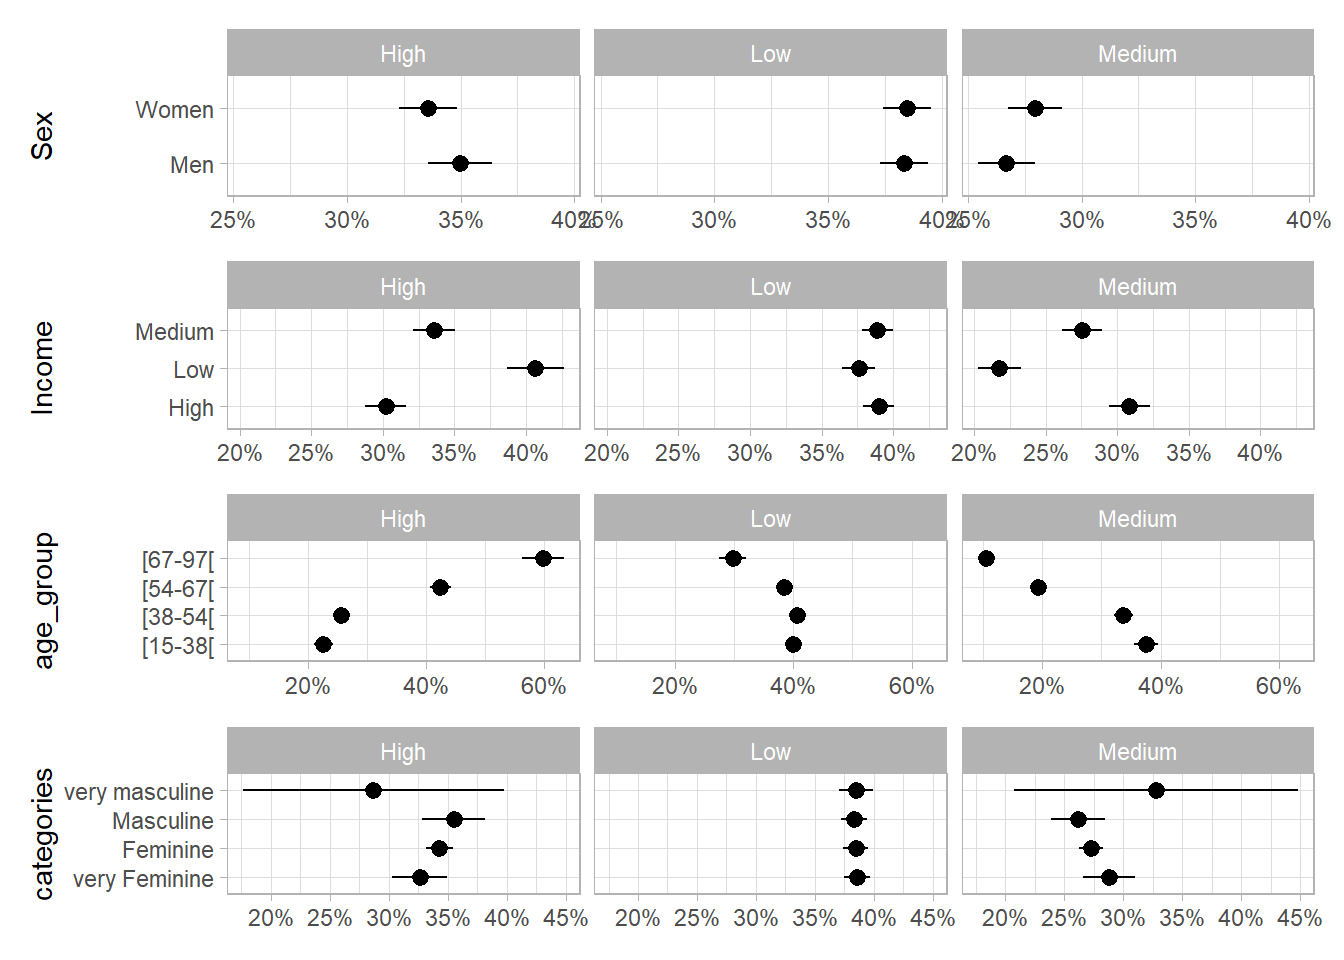 Sex
High Low Medium
Women
Men
25% 30% 35% 40% 25% 30% 35% 40% 25% 30% 35% 40%
Income
High Low Medium
Medium
Low
High
20% 25% 30% 35% 40% 20% 25% 30% 35% 40% 20% 25% 30% 35% 40%
age_group
High Low Medium
[67-97[
[54-67[
[38-54[
[15-38[
20% 40% 60% 20% 40% 60% 20% 40% 60%
categories
High Low Medium
very masculine
Masculine
Feminine
very Feminine
20% 25% 30% 35% 40% 45% 20% 25% 30% 35% 40% 45% 20% 25% 30% 35% 40% 45%